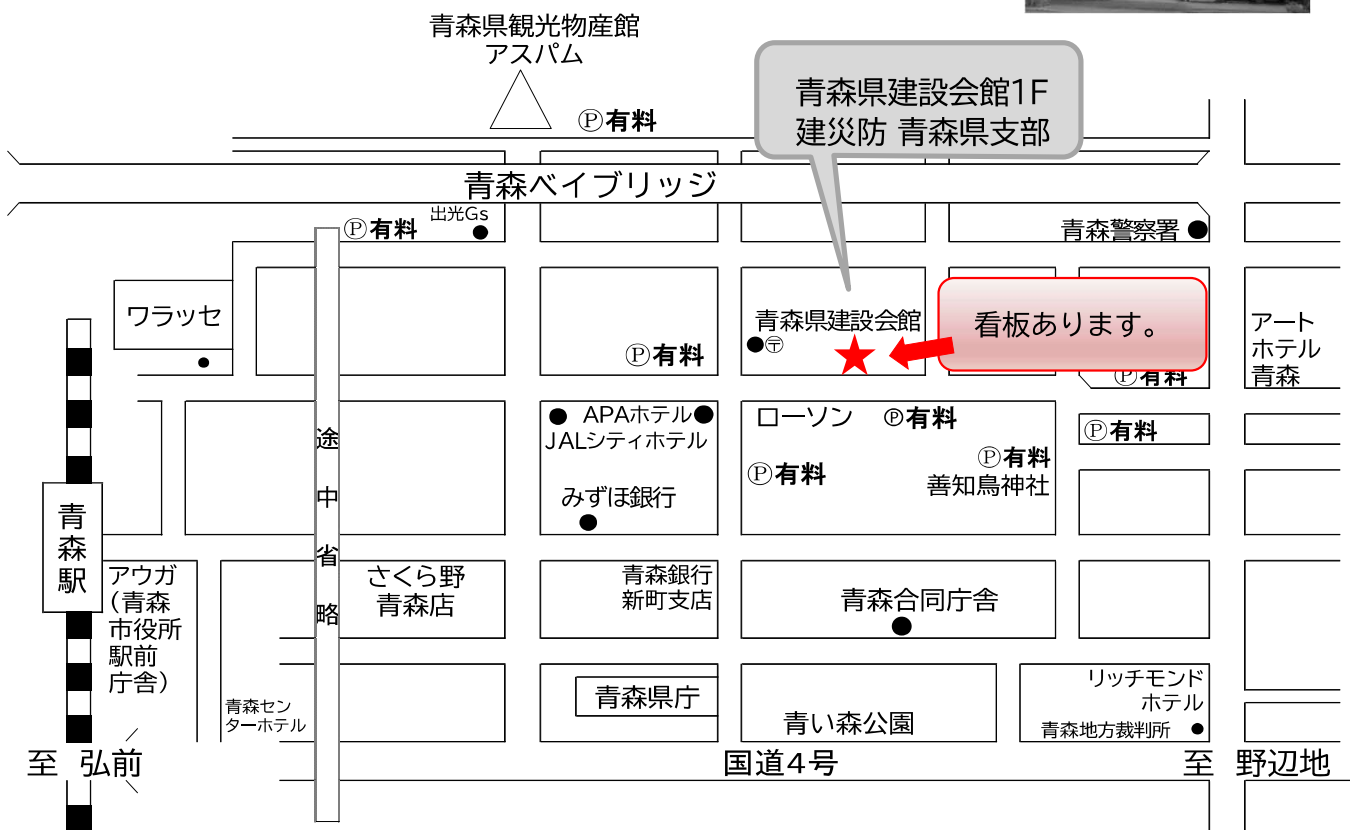 青森県観光物産館
アスパム
Ⓟ有料
青森県建設会館1F
建災防 青森県支部
青森ベイブリッジ
Ⓟ有料
出光Gs
青森警察署
ワラッセ
青森県建設会館
〶
看板あります。
Ⓟ有料
Ⓟ有料
アート
ホテル
青森
途中省略
APAホテル
JALシティホテル
みずほ銀行
ローソン
Ⓟ有料
Ⓟ有料
Ⓟ有料
善知鳥神社
Ⓟ有料
青森駅
アウガ
（青森
市役所
駅前
庁舎）
さくら野
青森店
青森銀行
新町支店
青森合同庁舎
青森セン
ターホテル
青森県庁
青い森公園
リッチモンド
ホテル
青森地方裁判所
至 弘前
国道4号
至 野辺地